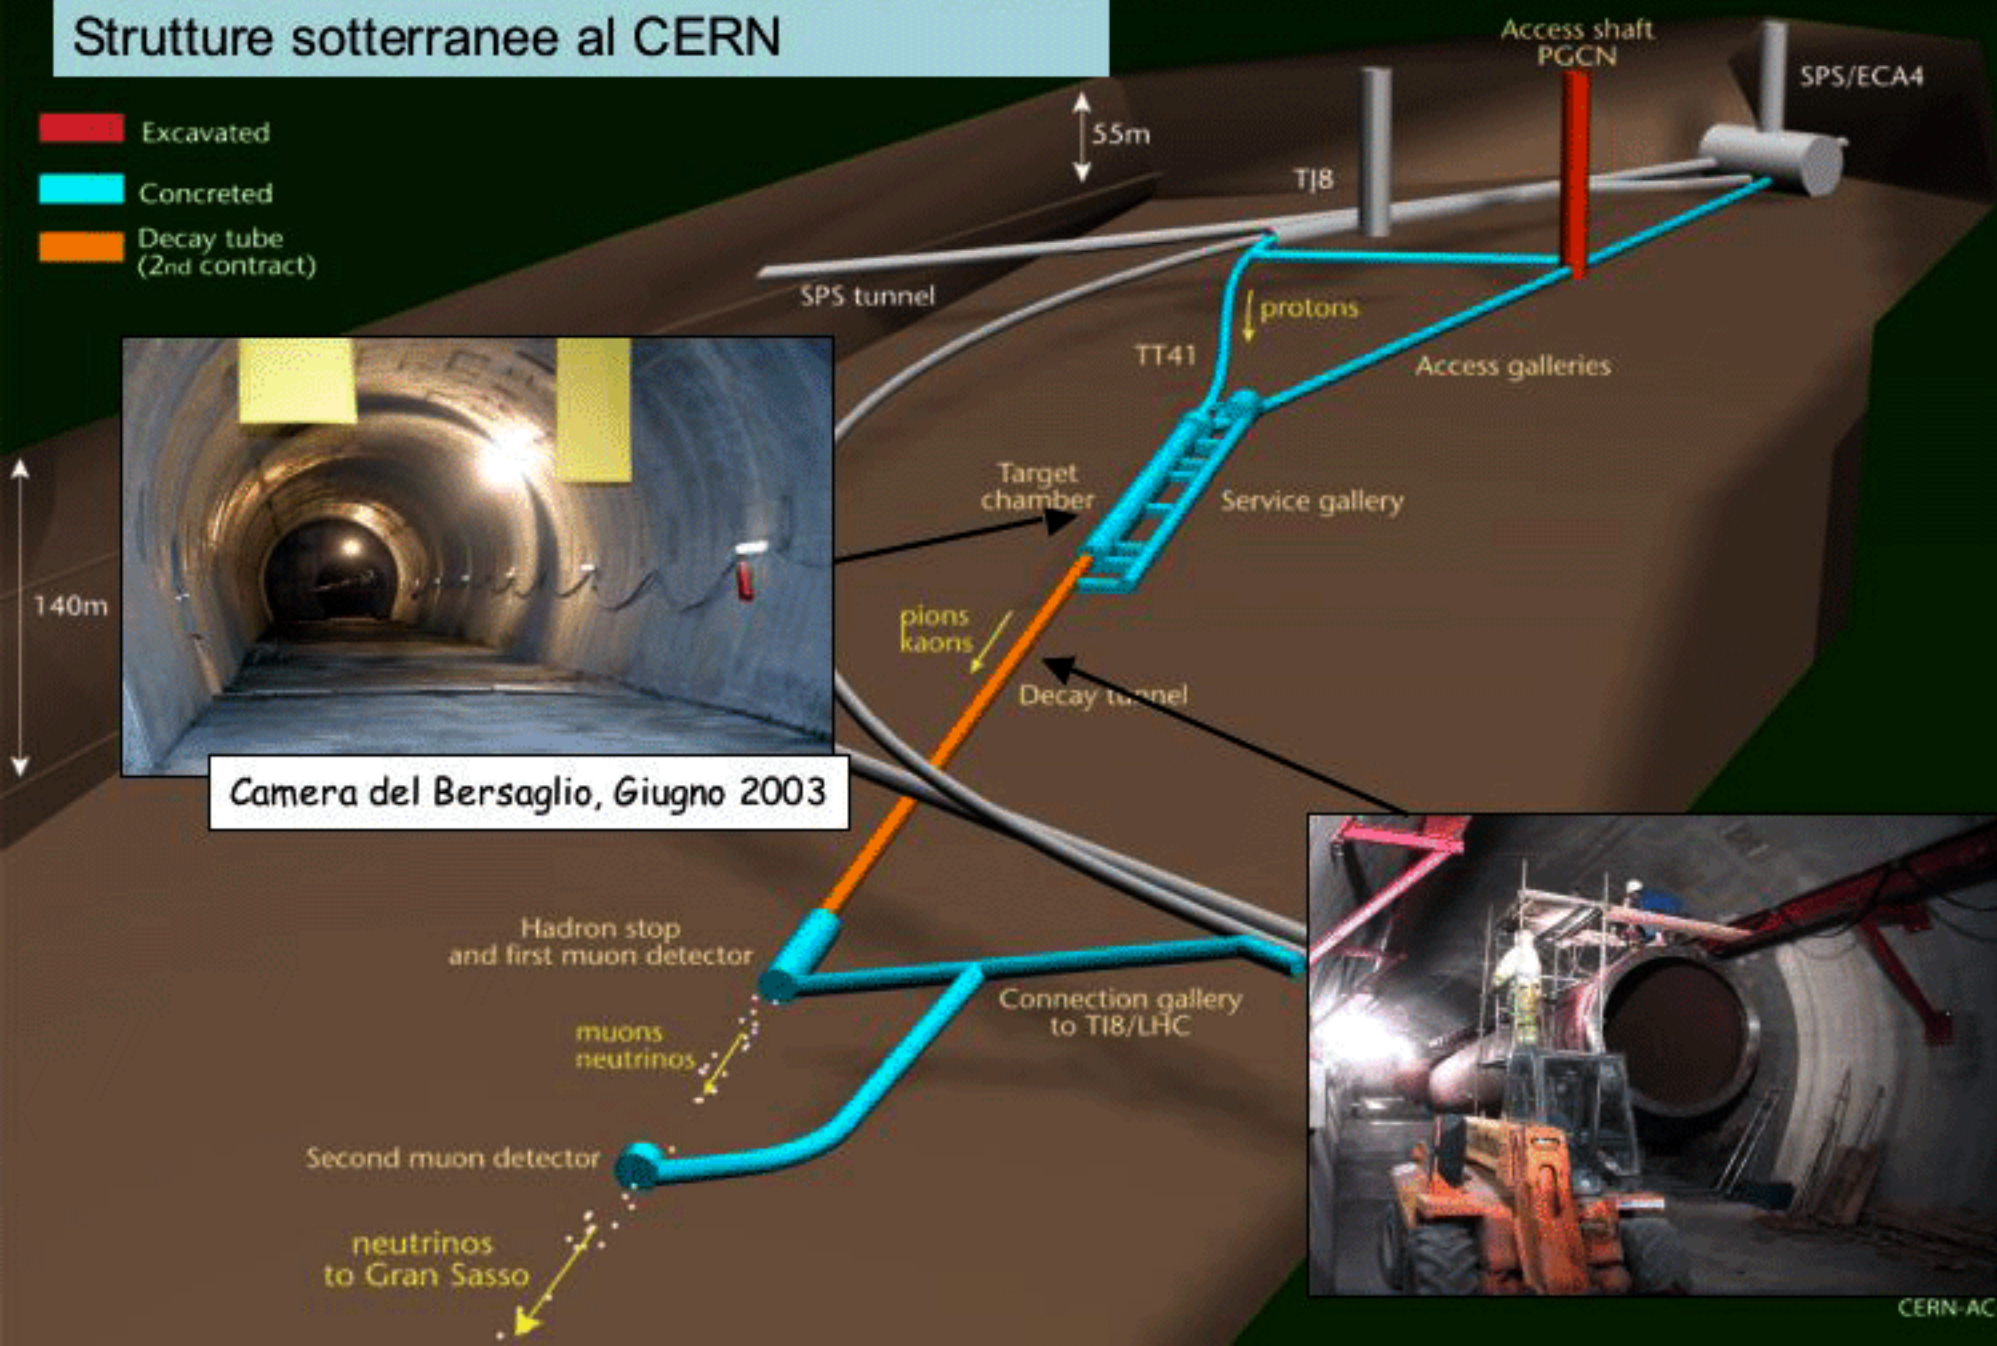 Strutture sotterranee al CERN
Excavated
Concreted
Decay tube
(2nd contract)
55m
Access shaft
PGCN
SPS/ECA4
TJ8
SPS tunnel
protons
TT41
Access galleries
Target
chamber
Service gallery
140m
pions
kaons
Decay tunnel
Camera del Bersaglio, Giugno 2003
Hadron stop
and first muon detector
Connection gallery
to TI8/LHC
muons
neutrinos
Second muon detector
neutrinos
to Gran Sasso
CERN-AC